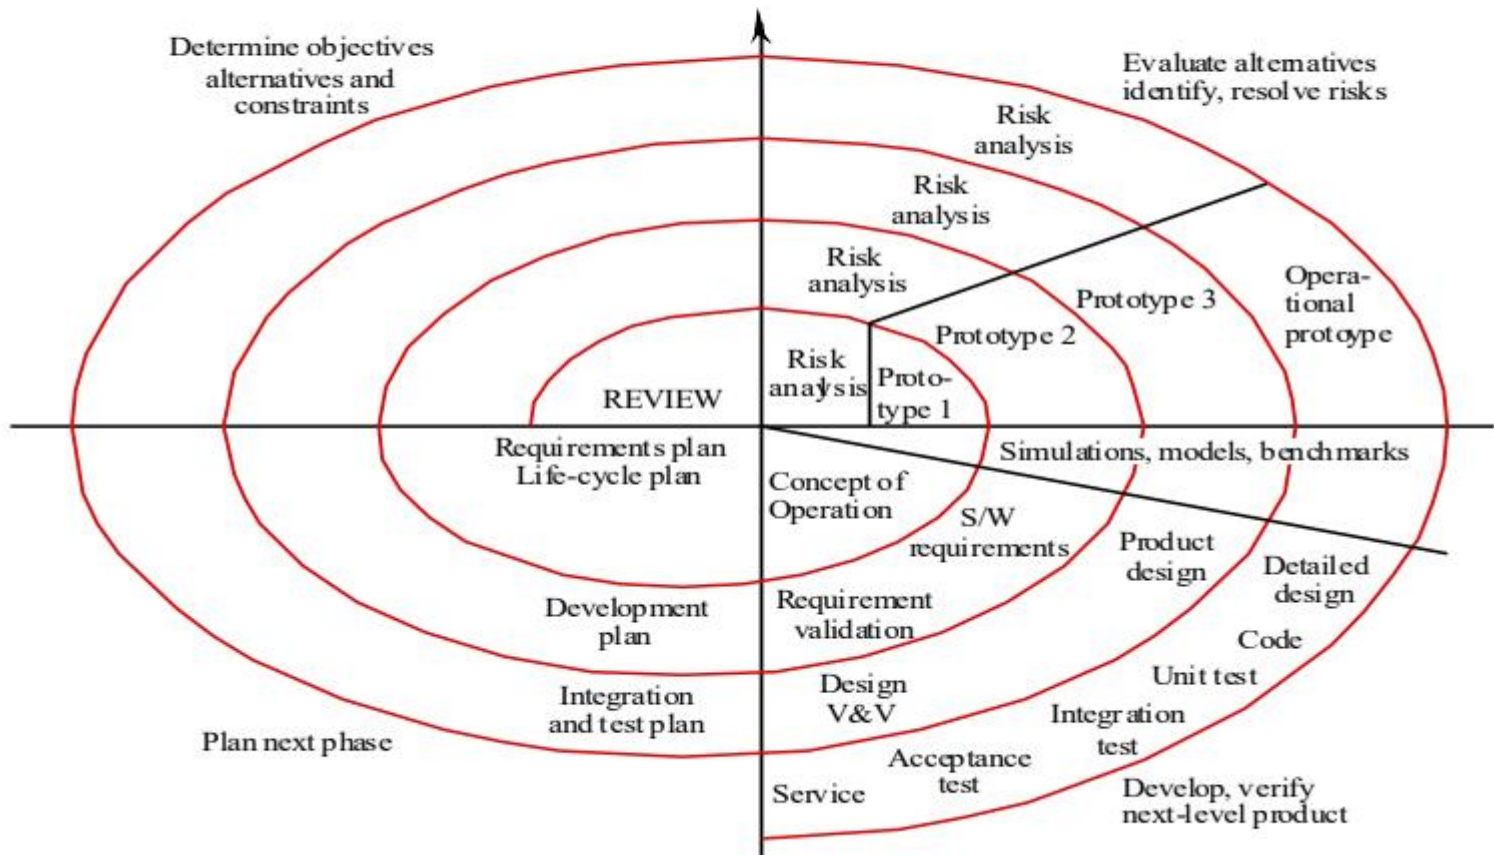 Determine objectives
alternatives and
constraints
Evaluate alternatives
identify, resolve risks
Risk
analysis
Risk
analysis
Risk
analysis
Risk
analysis
Proto-
type 1
Prototype 2
Prototype 3
Opera-
tional
protoype
REVIEW
Requirements plan
Life-cycle plan
Simulations, models, benchmarks
Concept of
Operation
S/W
requirements
Product
design
Detailed
design
Development
plan
Requirement
validation
Code
Unit test
Integration
and test plan
Design
V&V
Integration
test
Plan next phase
Acceptance
test
Service
Develop, verify
next-level product